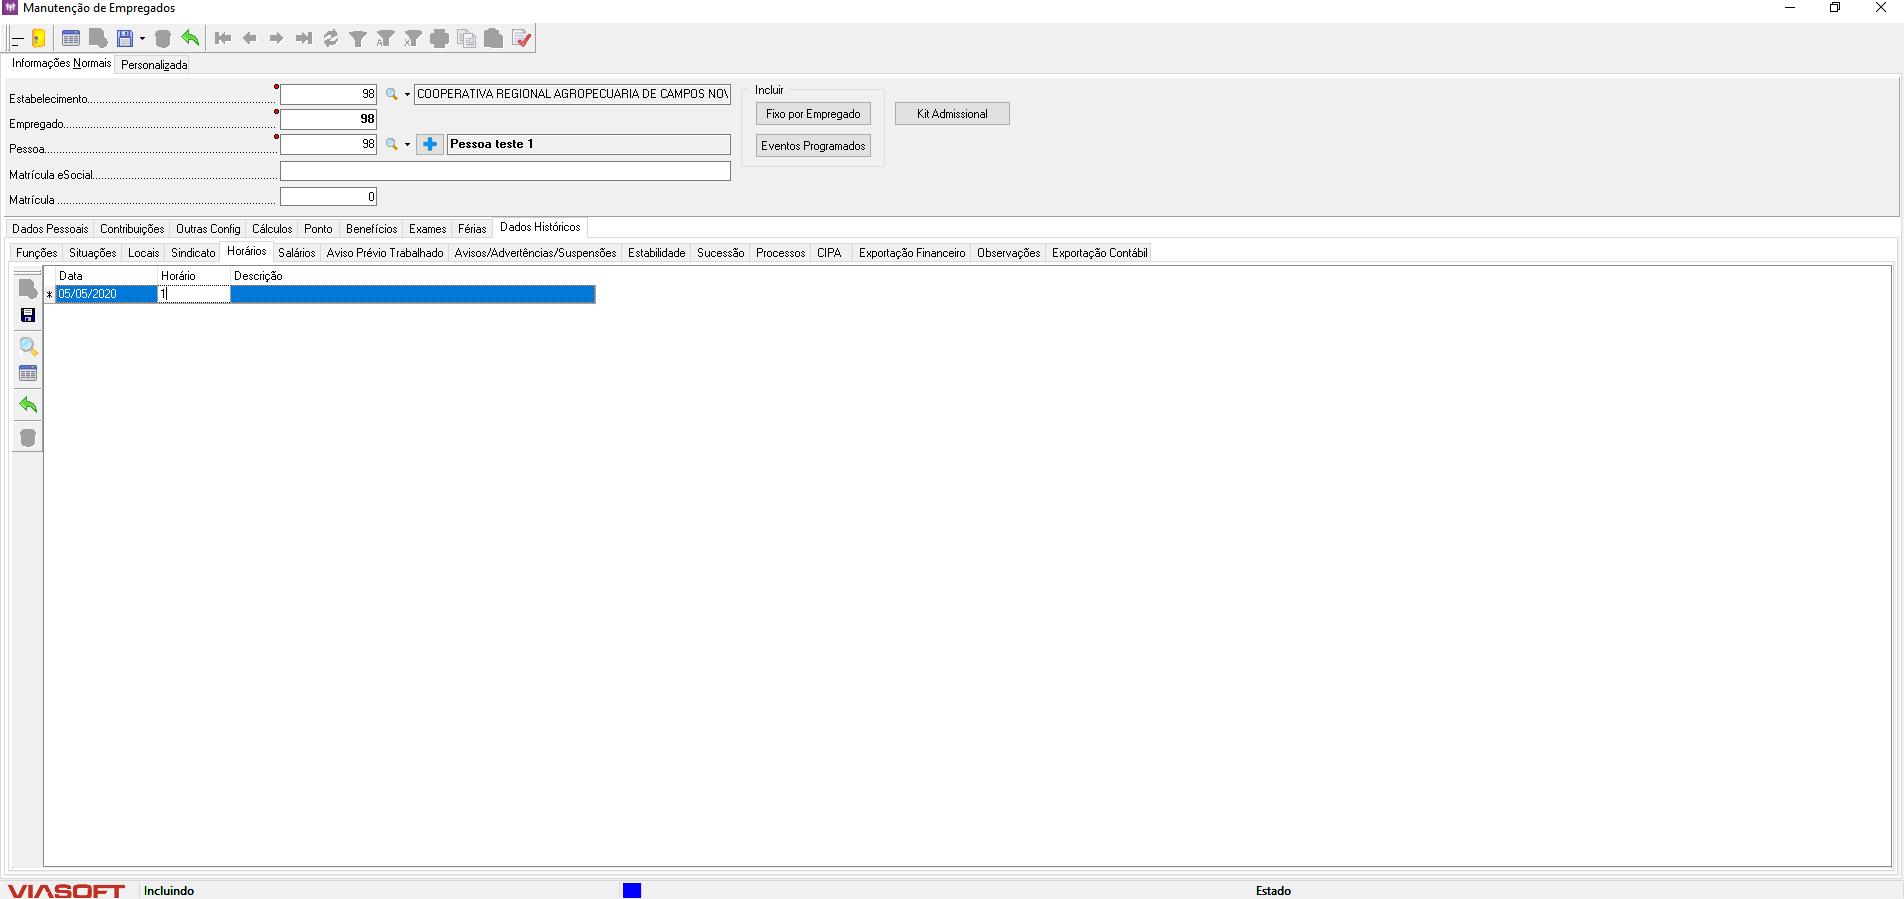 Manutenção de Empregados
Informações Normais Personalizada
Estabelecimento 98 COOPERATIVA REGIONAL AGROPECUARIA DE CAMPOS NOV
Empregado 98
Pessoa 98 Pessoa teste 1
Matrícula eSocial
Matrícula 0
Incluir
Fixo por Empregado
Eventos Programados
Kit Admissional
Dados Pessoais Contribuições Outras Config Cálculos Ponto Benefícios Exames Férias Dados Históricos
Funções Situações Locais Sindicato Horários Salários Aviso Prévio Trabalhado Avisos/Advertências/Suspensões Estabilidade Sucessão Processos CIPA Exportação Financeiro Observações Exportação Contábil
Data Horário Descrição
* 05/05/2020 1
VIASOFT Incluindo Estado